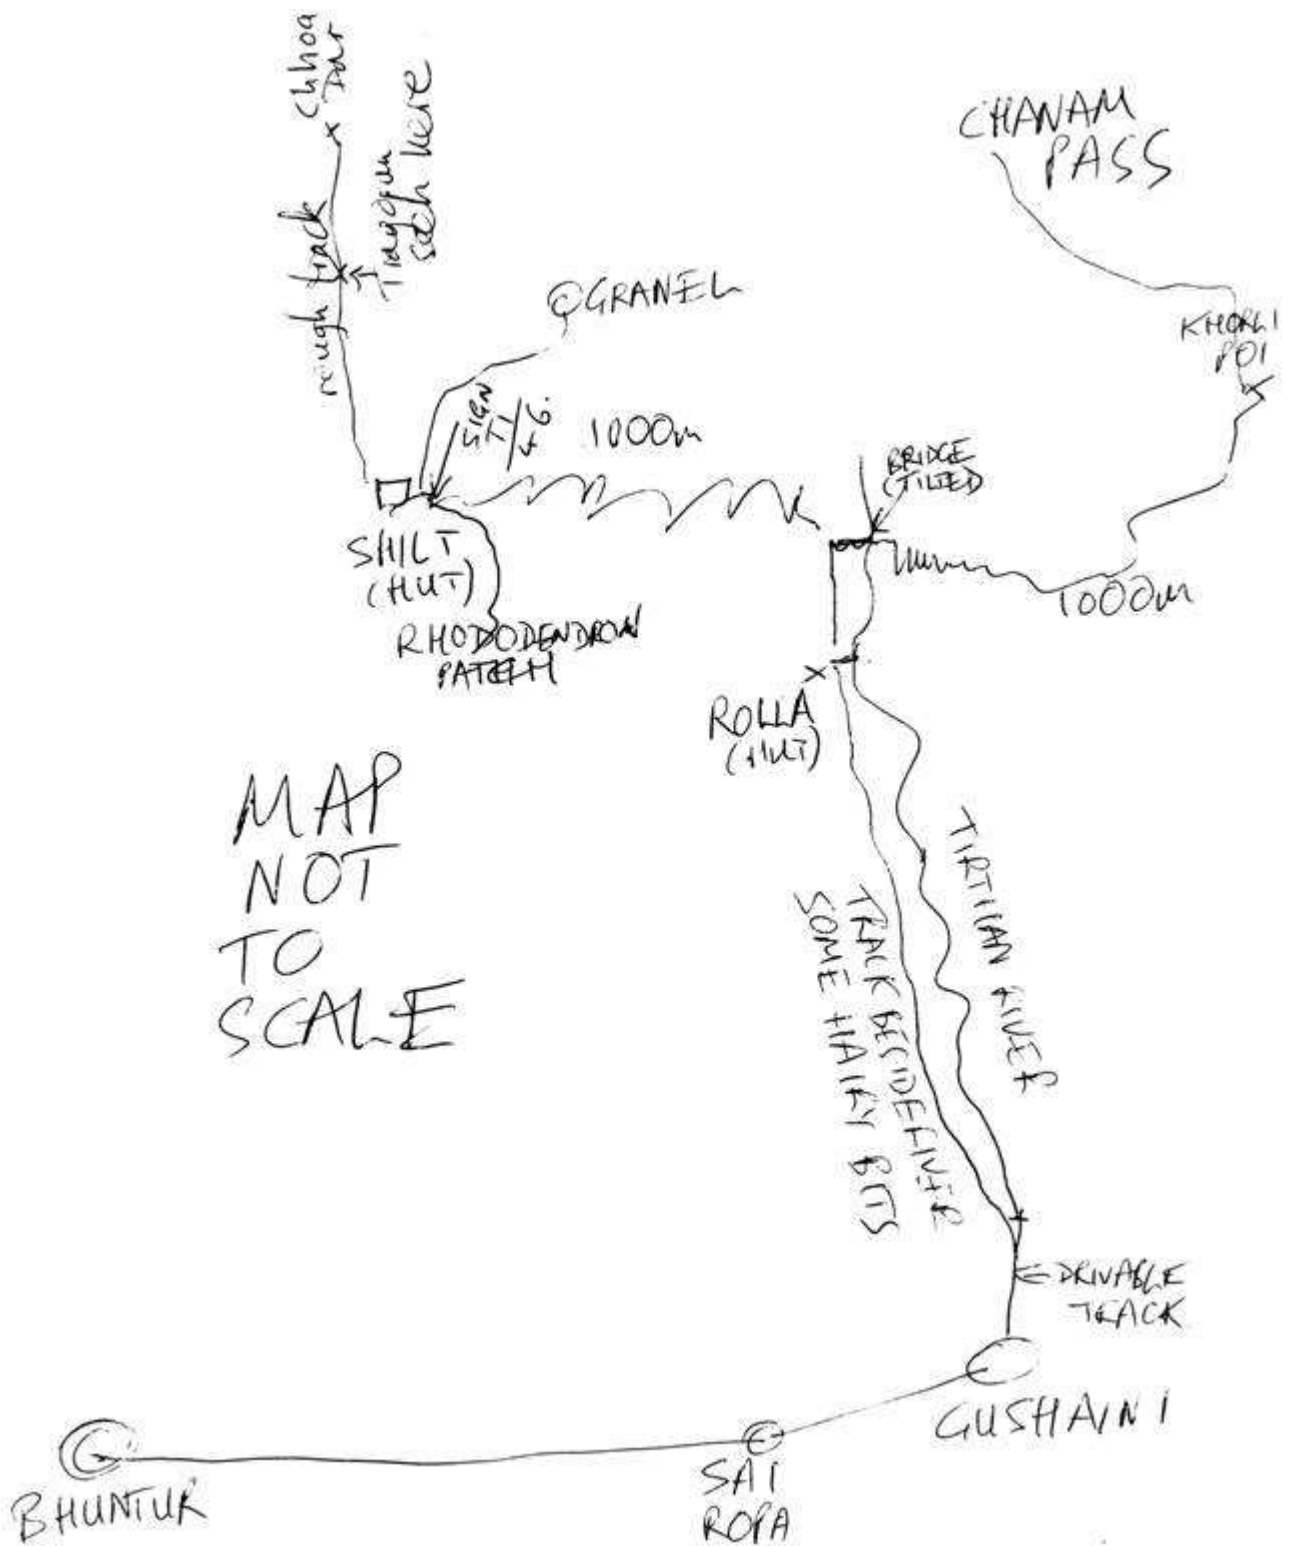 Chhoa
Dar
Tragopan
seen here
rough track
CHANAM
PASS
GRANEL
KHORLI
POI
SIGN
1000m
BRIDGE
(TILTED)
SHILT
(HUT)
RHODODENDRON
PATCH
1000m
ROLLA
(HUT)
MAP
NOT
TO
SCALE
TIRTHAN RIVER
TRACK BESIDE RIVER
SOME HAIRY BITS
DRIVABLE
TRACK
GUSHAINI
SAI
ROPA
BHUNTUR